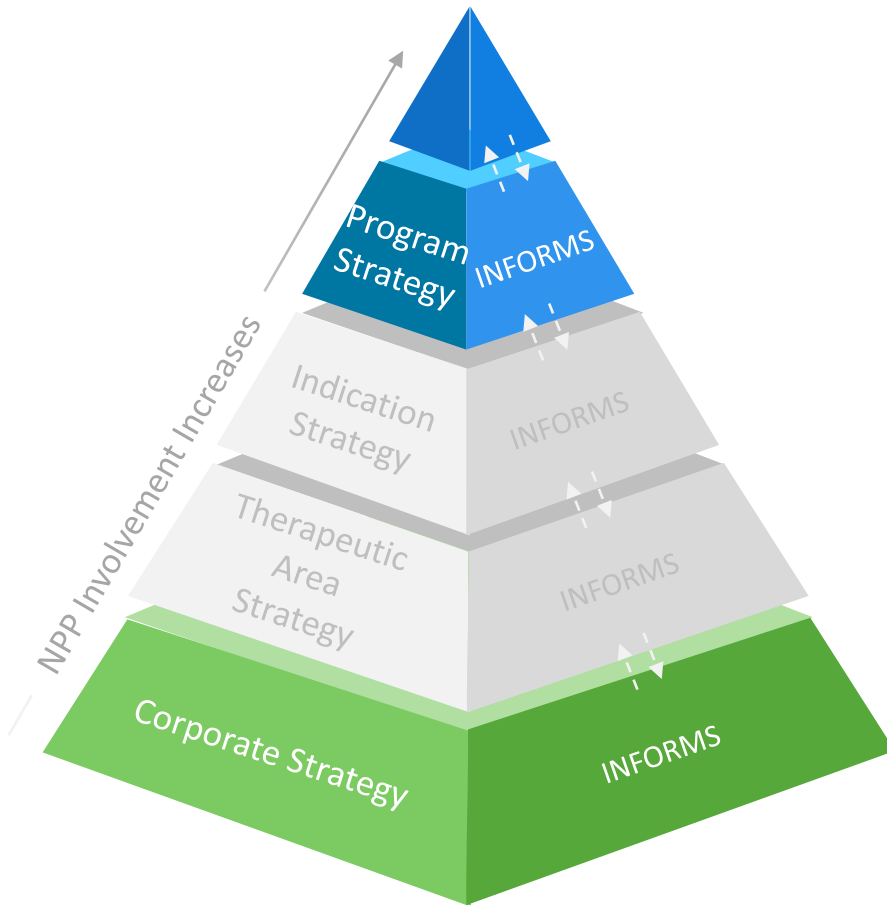 Program
Strategy
INFORMS
Indication
Strategy
INFORMS
Therapeutic
Area
Strategy
INFORMS
Corporate Strategy
INFORMS
NPP Involvement Increases